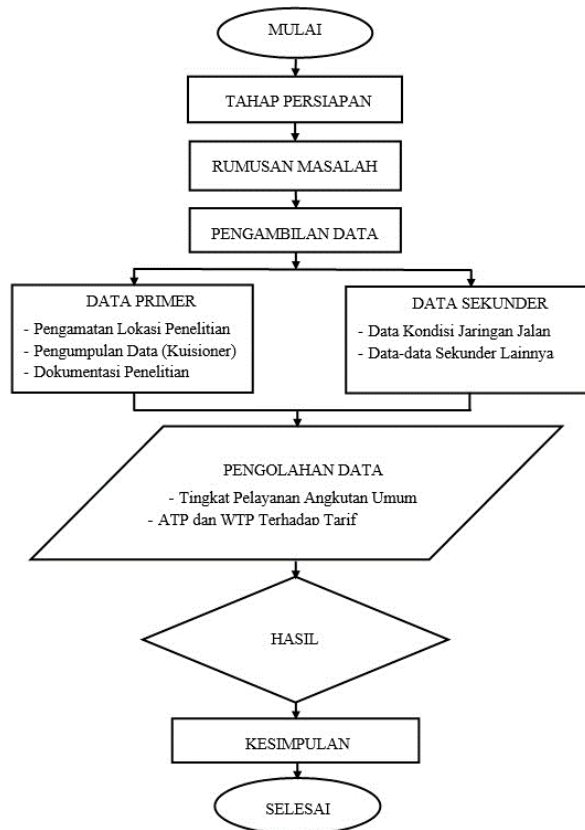 MULAI
TAHAP PERSIAPAN
RUMUSAN MASALAH
PENGAMBILAN DATA
DATA PRIMER
- Pengamatan Lokasi Penelitian
- Pengumpulan Data (Kuisioner)
- Dokumentasi Penelitian
DATA SEKUNDER
- Data Kondisi Jaringan Jalan
- Data-data Sekunder Lainnya
PENGOLAHAN DATA
- Tingkat Pelayanan Angkutan Umum
- ATP dan WTP Terhadap Tarif
HASIL
KESIMPULAN
SELESAI